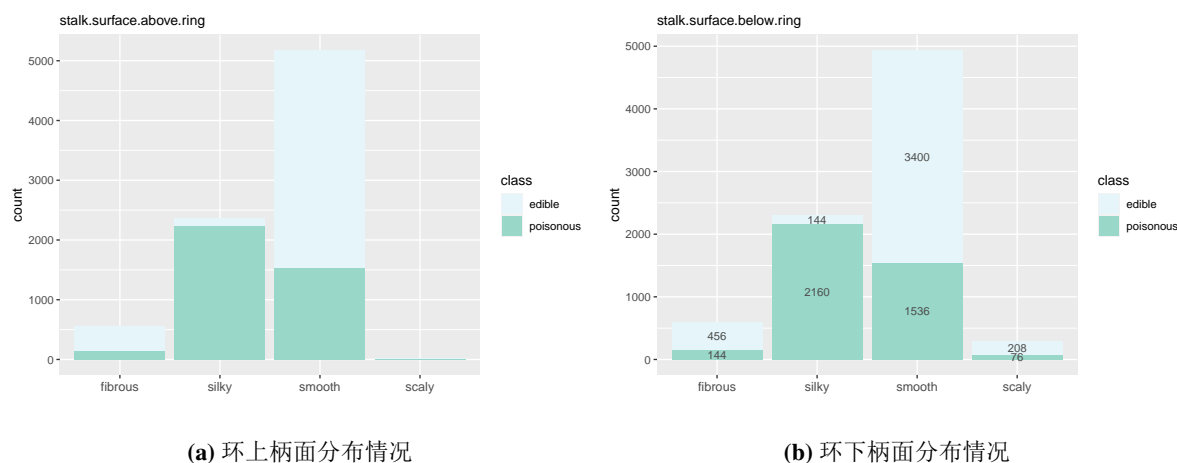 stalk.surface.above.ring
5000
4000
3000
2000
1000
0
count
fibrous silky smooth scaly
class
edible
poisonous
(a) 环上柄面分布情况
stalk.surface.below.ring
5000
4000
3000
2000
1000
0
count
3400
144
2160
1536
456
144
208
76
fibrous silky smooth scaly
class
edible
poisonous
(b) 环下柄面分布情况